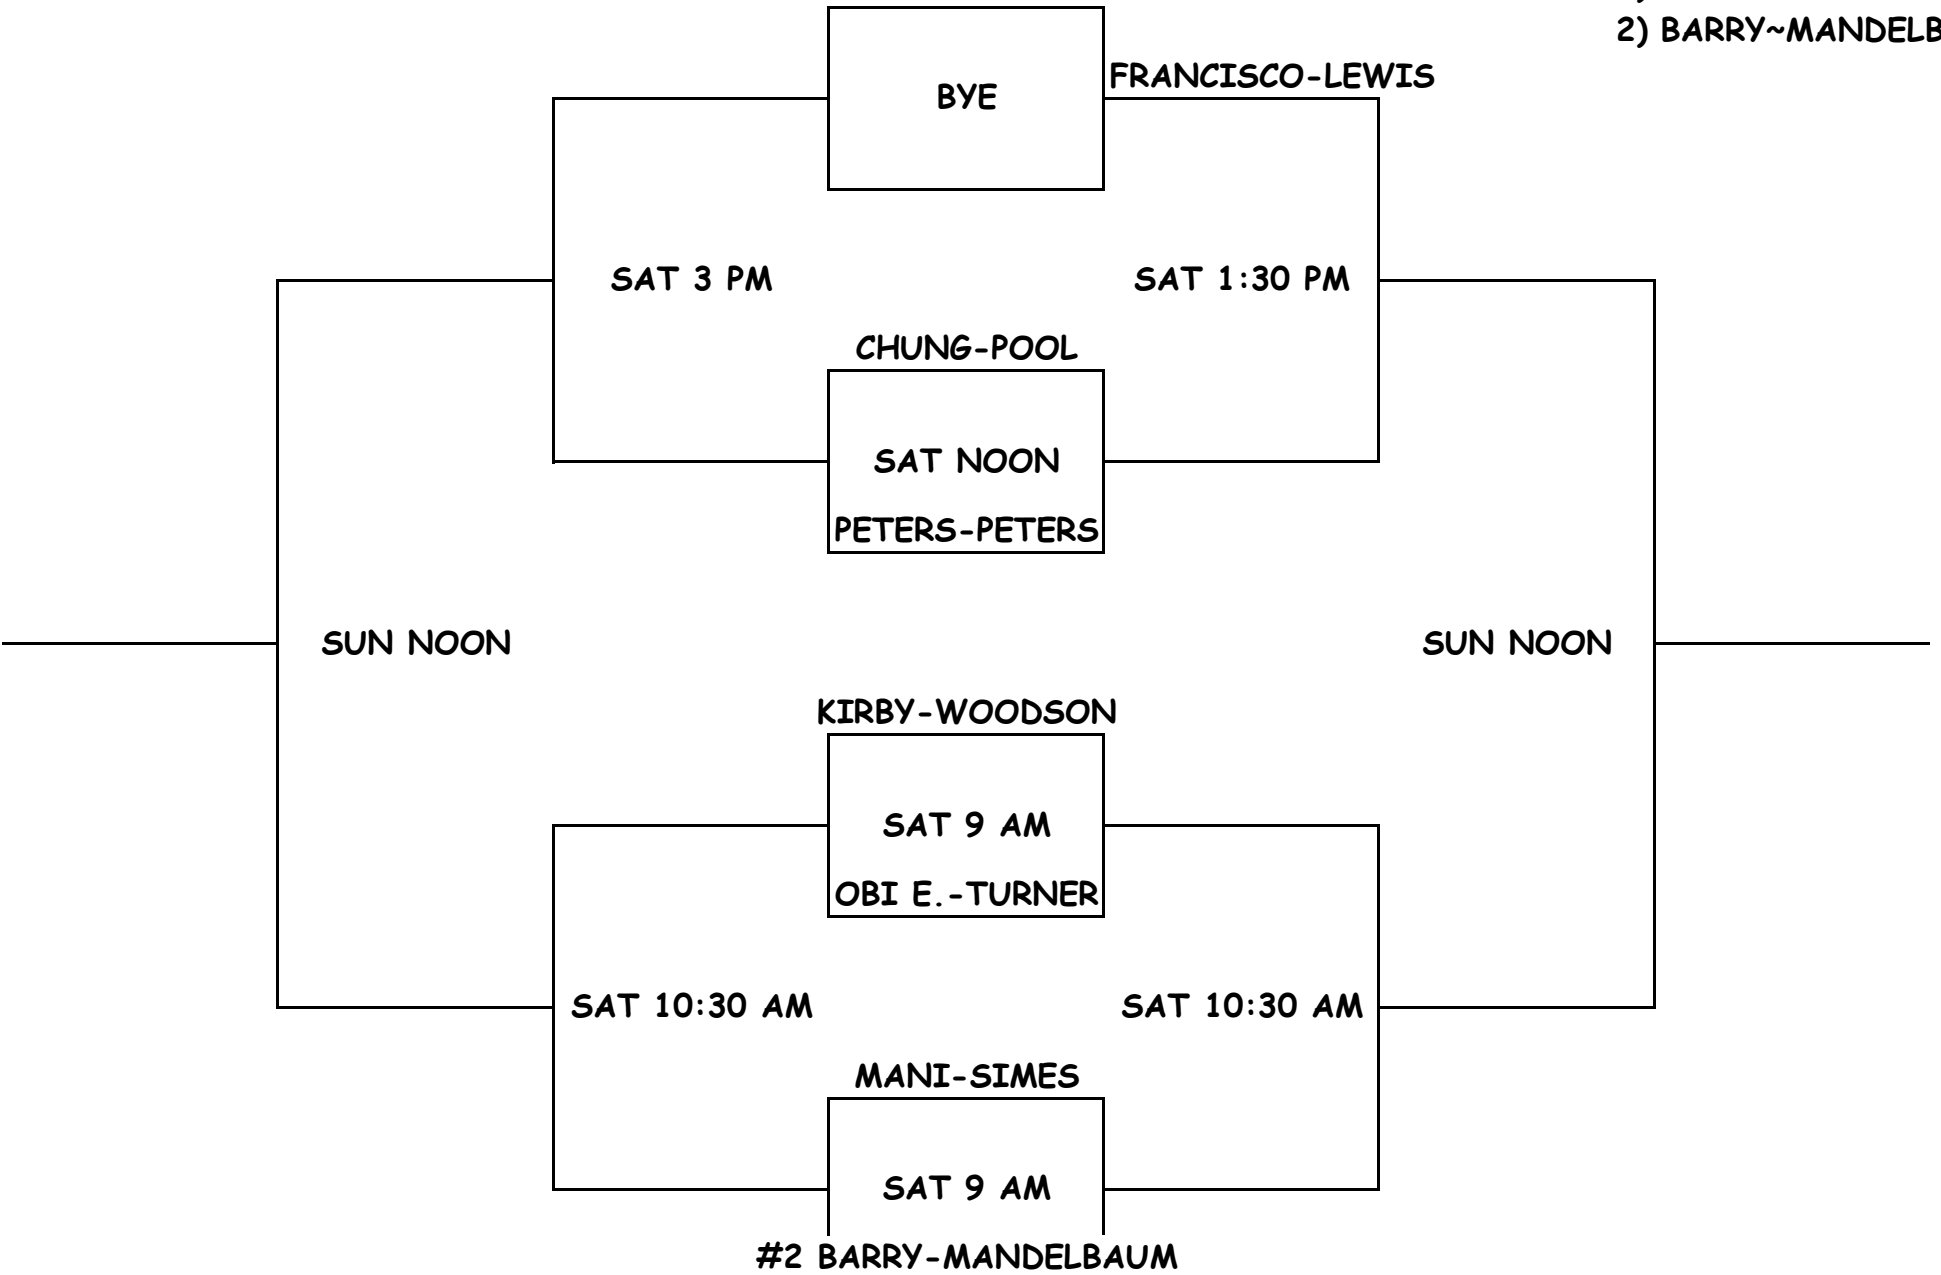 2) BARRY~MANDELB
FRANCISCO-LEWIS
BYE
SAT 3 PM
SAT 1:30 PM
CHUNG-POOL
SAT NOON
PETERS-PETERS
SUN NOON
SUN NOON
KIRBY-WOODSON
SAT 9 AM
OBI E.-TURNER
SAT 10:30 AM
SAT 10:30 AM
MANI-SIMES
SAT 9 AM
#2 BARRY-MANDELBAUM